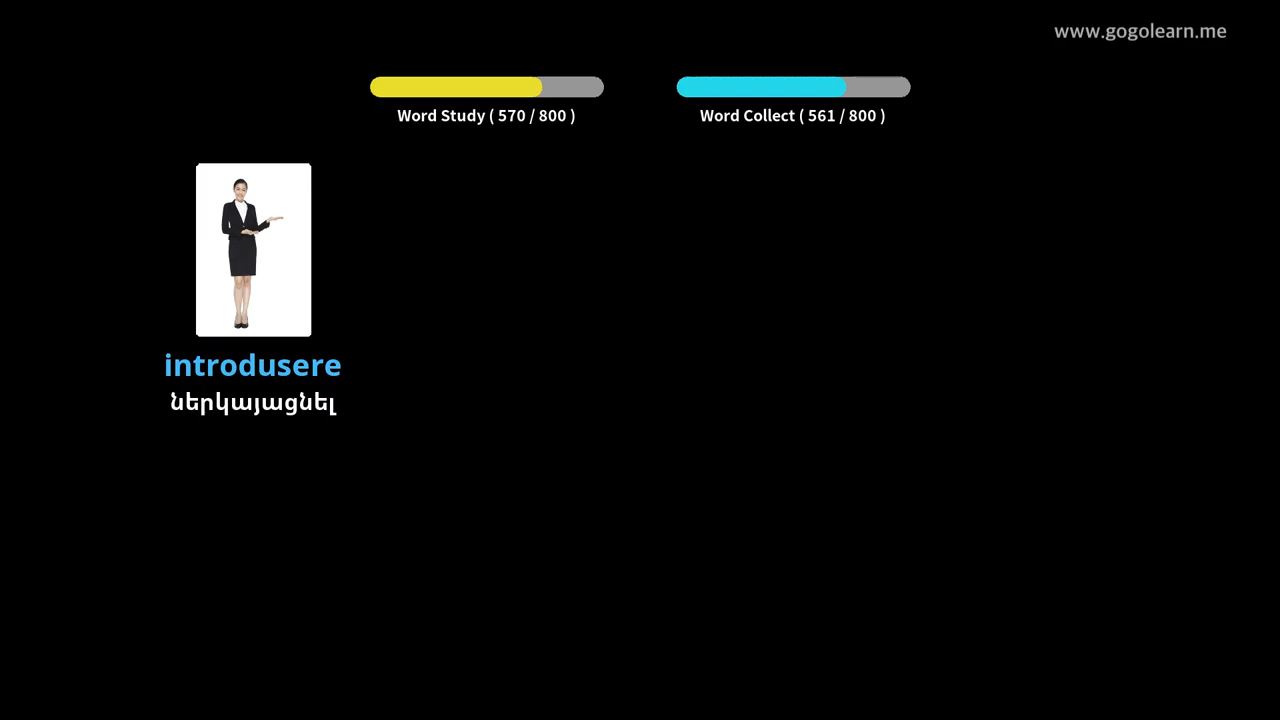 www.gogolearn.me
Word Study ( 570 / 800 )
Word Collect ( 561 / 800 )
introdusere
ներկայացնել